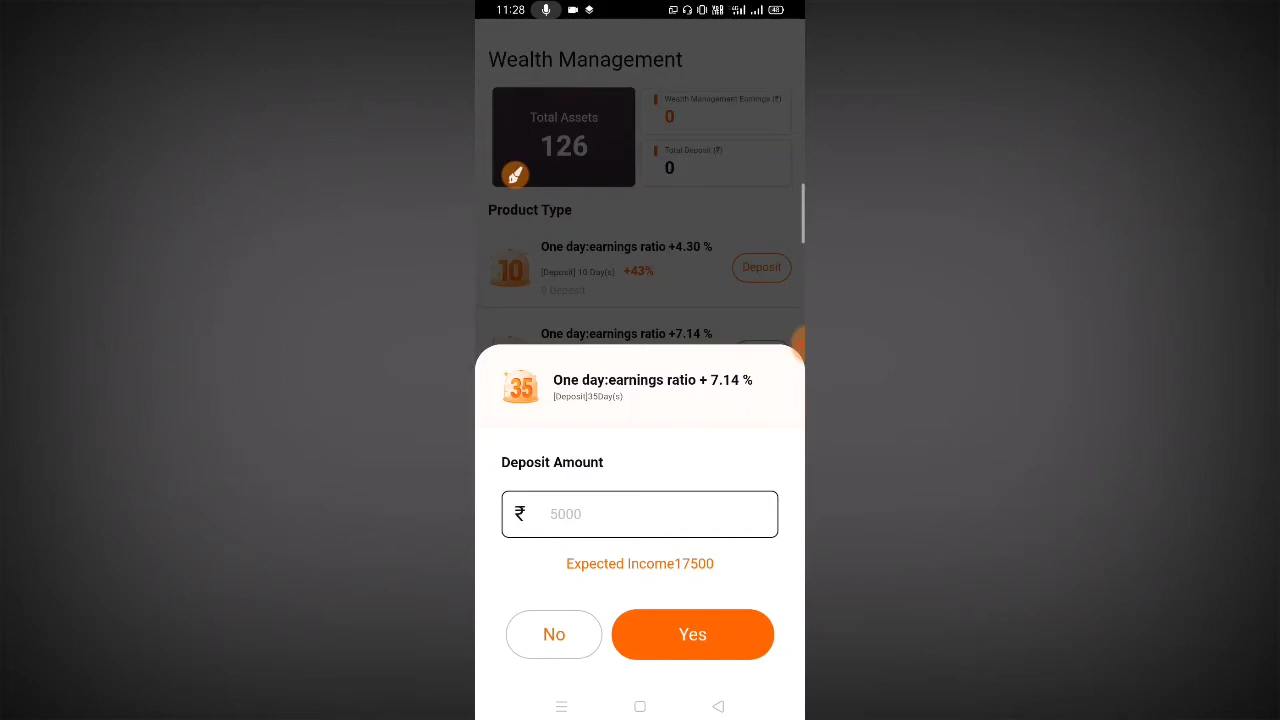 11:28
48
Wealth Management
Total Assets
126
Wealth Management Earnings (₹)
0
Total Deposit (₹)
0
Product Type
10
One day:earnings ratio +4.30 %
[Deposit] 10 Day(s) +43%
0 Deposit
Deposit
One day:earnings ratio +7.14 %
35
One day:earnings ratio + 7.14 %
[Deposit]35Day(s)
Deposit Amount
₹ 5000
Expected Income17500
No
Yes